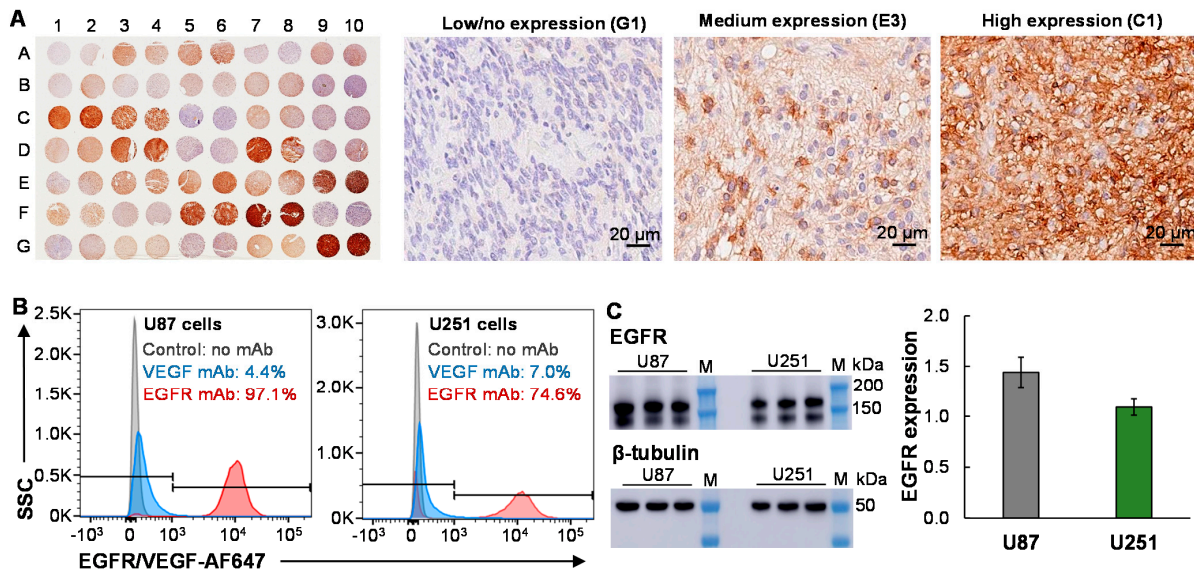 A
1 2 3 4 5 6 7 8 9 10
A
B
C
D
E
F
G
Low/no expression (G1)
20 µm
Medium expression (E3)
20 µm
High expression (C1)
20 µm
B
SSC
2.5K
2.0K
1.5K
1.0K
0.5K
0K
U87 cells
Control: no mAb
VEGF mAb: 4.4%
EGFR mAb: 97.1%
-10³ 0 10³ 10⁴ 10⁵
3.0K
2.0K
1.0K
0K
U251 cells
Control: no mAb
VEGF mAb: 7.0%
EGFR mAb: 74.6%
-10³ 0 10³ 10⁴ 10⁵
EGFR/VEGF-AF647
C
EGFR
U87 M U251 M kDa
200
150
β-tubulin
U87 M U251 M kDa
50
EGFR expression
2.0
1.5
1.0
0.5
0.0
U87 U251